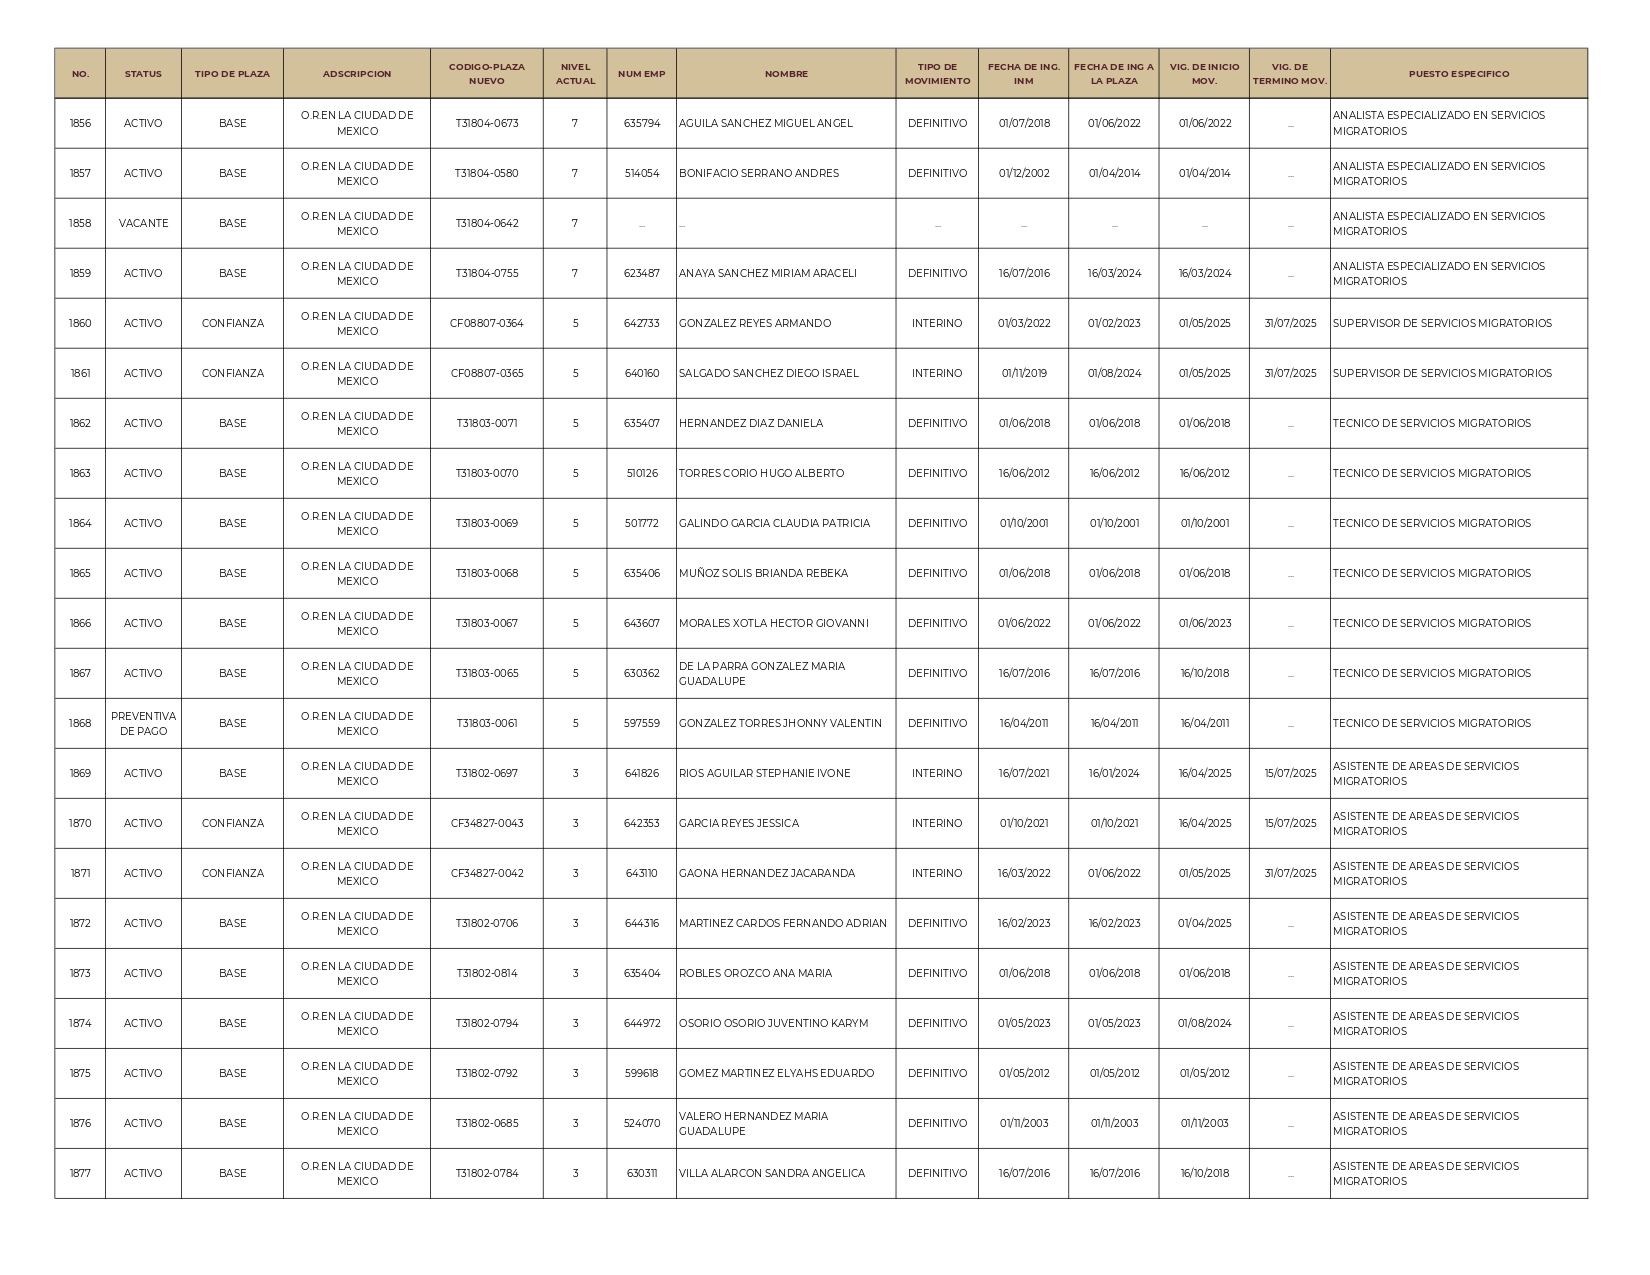 NO. STATUS TIPO DE PLAZA ADSCRIPCION CODIGO-PLAZA NUEVO NIVEL ACTUAL NUM EMP NOMBRE TIPO DE MOVIMIENTO FECHA DE ING. INM FECHA DE ING A LA PLAZA VIG. DE INICIO MOV. VIG. DE TERMINO MOV. PUESTO ESPECIFICO
1856 ACTIVO BASE O.R.EN LA CIUDAD DE MEXICO T31804-0673 7 635794 AGUILA SANCHEZ MIGUEL ANGEL DEFINITIVO 01/07/2018 01/06/2022 01/06/2022 ... ANALISTA ESPECIALIZADO EN SERVICIOS MIGRATORIOS
1857 ACTIVO BASE O.R.EN LA CIUDAD DE MEXICO T31804-0580 7 514054 BONIFACIO SERRANO ANDRES DEFINITIVO 01/12/2002 01/04/2014 01/04/2014 ... ANALISTA ESPECIALIZADO EN SERVICIOS MIGRATORIOS
1858 VACANTE BASE O.R.EN LA CIUDAD DE MEXICO T31804-0642 7 ... ... ... ... ... ... ... ANALISTA ESPECIALIZADO EN SERVICIOS MIGRATORIOS
1859 ACTIVO BASE O.R.EN LA CIUDAD DE MEXICO T31804-0755 7 623487 ANAYA SANCHEZ MIRIAM ARACELI DEFINITIVO 16/07/2016 16/03/2024 16/03/2024 ... ANALISTA ESPECIALIZADO EN SERVICIOS MIGRATORIOS
1860 ACTIVO CONFIANZA O.R.EN LA CIUDAD DE MEXICO CF08807-0364 5 642733 GONZALEZ REYES ARMANDO INTERINO 01/03/2022 01/02/2023 01/05/2025 31/07/2025 SUPERVISOR DE SERVICIOS MIGRATORIOS
1861 ACTIVO CONFIANZA O.R.EN LA CIUDAD DE MEXICO CF08807-0365 5 640160 SALGADO SANCHEZ DIEGO ISRAEL INTERINO 01/11/2019 01/08/2024 01/05/2025 31/07/2025 SUPERVISOR DE SERVICIOS MIGRATORIOS
1862 ACTIVO BASE O.R.EN LA CIUDAD DE MEXICO T31803-0071 5 635407 HERNANDEZ DIAZ DANIELA DEFINITIVO 01/06/2018 01/06/2018 01/06/2018 ... TECNICO DE SERVICIOS MIGRATORIOS
1863 ACTIVO BASE O.R.EN LA CIUDAD DE MEXICO T31803-0070 5 510126 TORRES CORIO HUGO ALBERTO DEFINITIVO 16/06/2012 16/06/2012 16/06/2012 ... TECNICO DE SERVICIOS MIGRATORIOS
1864 ACTIVO BASE O.R.EN LA CIUDAD DE MEXICO T31803-0069 5 501772 GALINDO GARCIA CLAUDIA PATRICIA DEFINITIVO 01/10/2001 01/10/2001 01/10/2001 ... TECNICO DE SERVICIOS MIGRATORIOS
1865 ACTIVO BASE O.R.EN LA CIUDAD DE MEXICO T31803-0068 5 635406 MUÑOZ SOLIS BRIANDA REBEKA DEFINITIVO 01/06/2018 01/06/2018 01/06/2018 ... TECNICO DE SERVICIOS MIGRATORIOS
1866 ACTIVO BASE O.R.EN LA CIUDAD DE MEXICO T31803-0067 5 643607 MORALES XOTLA HECTOR GIOVANNI DEFINITIVO 01/06/2022 01/06/2022 01/06/2023 ... TECNICO DE SERVICIOS MIGRATORIOS
1867 ACTIVO BASE O.R.EN LA CIUDAD DE MEXICO T31803-0065 5 630362 DE LA PARRA GONZALEZ MARIA GUADALUPE DEFINITIVO 16/07/2016 16/07/2016 16/10/2018 ... TECNICO DE SERVICIOS MIGRATORIOS
1868 PREVENTIVA DE PAGO BASE O.R.EN LA CIUDAD DE MEXICO T31803-0061 5 597559 GONZALEZ TORRES JHONNY VALENTIN DEFINITIVO 16/04/2011 16/04/2011 16/04/2011 ... TECNICO DE SERVICIOS MIGRATORIOS
1869 ACTIVO BASE O.R.EN LA CIUDAD DE MEXICO T31802-0697 3 641826 RIOS AGUILAR STEPHANIE IVONE INTERINO 16/07/2021 16/01/2024 16/04/2025 15/07/2025 ASISTENTE DE AREAS DE SERVICIOS MIGRATORIOS
1870 ACTIVO CONFIANZA O.R.EN LA CIUDAD DE MEXICO CF34827-0043 3 642353 GARCIA REYES JESSICA INTERINO 01/10/2021 01/10/2021 16/04/2025 15/07/2025 ASISTENTE DE AREAS DE SERVICIOS MIGRATORIOS
1871 ACTIVO CONFIANZA O.R.EN LA CIUDAD DE MEXICO CF34827-0042 3 643110 GAONA HERNANDEZ JACARANDA INTERINO 16/03/2022 01/06/2022 01/05/2025 31/07/2025 ASISTENTE DE AREAS DE SERVICIOS MIGRATORIOS
1872 ACTIVO BASE O.R.EN LA CIUDAD DE MEXICO T31802-0706 3 644316 MARTINEZ CARDOS FERNANDO ADRIAN DEFINITIVO 16/02/2023 16/02/2023 01/04/2025 ... ASISTENTE DE AREAS DE SERVICIOS MIGRATORIOS
1873 ACTIVO BASE O.R.EN LA CIUDAD DE MEXICO T31802-0814 3 635404 ROBLES OROZCO ANA MARIA DEFINITIVO 01/06/2018 01/06/2018 01/06/2018 ... ASISTENTE DE AREAS DE SERVICIOS MIGRATORIOS
1874 ACTIVO BASE O.R.EN LA CIUDAD DE MEXICO T31802-0794 3 644972 OSORIO OSORIO JUVENTINO KARYM DEFINITIVO 01/05/2023 01/05/2023 01/08/2024 ... ASISTENTE DE AREAS DE SERVICIOS MIGRATORIOS
1875 ACTIVO BASE O.R.EN LA CIUDAD DE MEXICO T31802-0792 3 599618 GOMEZ MARTINEZ ELYAHS EDUARDO DEFINITIVO 01/05/2012 01/05/2012 01/05/2012 ... ASISTENTE DE AREAS DE SERVICIOS MIGRATORIOS
1876 ACTIVO BASE O.R.EN LA CIUDAD DE MEXICO T31802-0685 3 524070 VALERO HERNANDEZ MARIA GUADALUPE DEFINITIVO 01/11/2003 01/11/2003 01/11/2003 ... ASISTENTE DE AREAS DE SERVICIOS MIGRATORIOS
1877 ACTIVO BASE O.R.EN LA CIUDAD DE MEXICO T31802-0784 3 630311 VILLA ALARCON SANDRA ANGELICA DEFINITIVO 16/07/2016 16/07/2016 16/10/2018 ... ASISTENTE DE AREAS DE SERVICIOS MIGRATORIOS